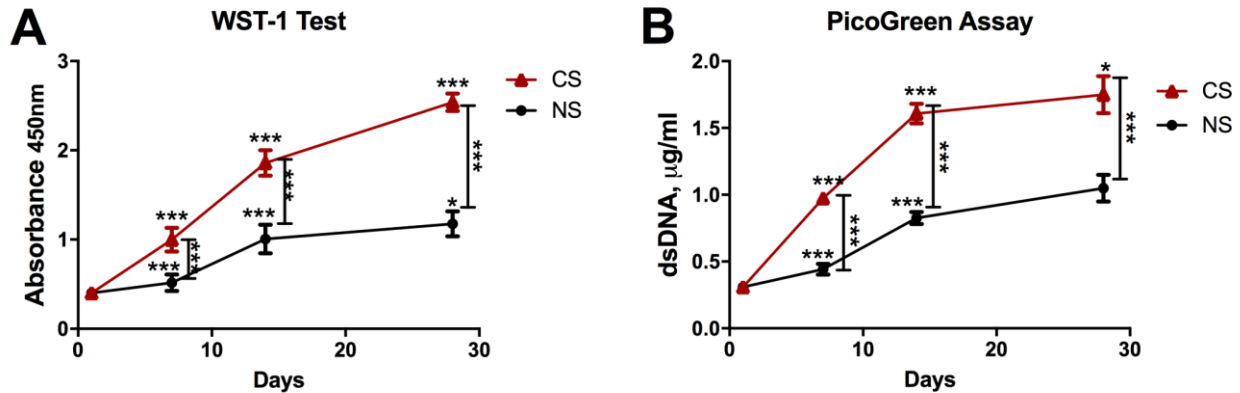 A
WST-1 Test
Absorbance 450nm
3
2
1
0
0
10
20
30
Days
***
***
***
***
***
*
***
***
***
CS
NS
B
PicoGreen Assay
dsDNA, μg/ml
2.0
1.5
1.0
0.5
0.0
0
10
20
30
Days
***
***
*
***
***
***
***
***
CS
NS